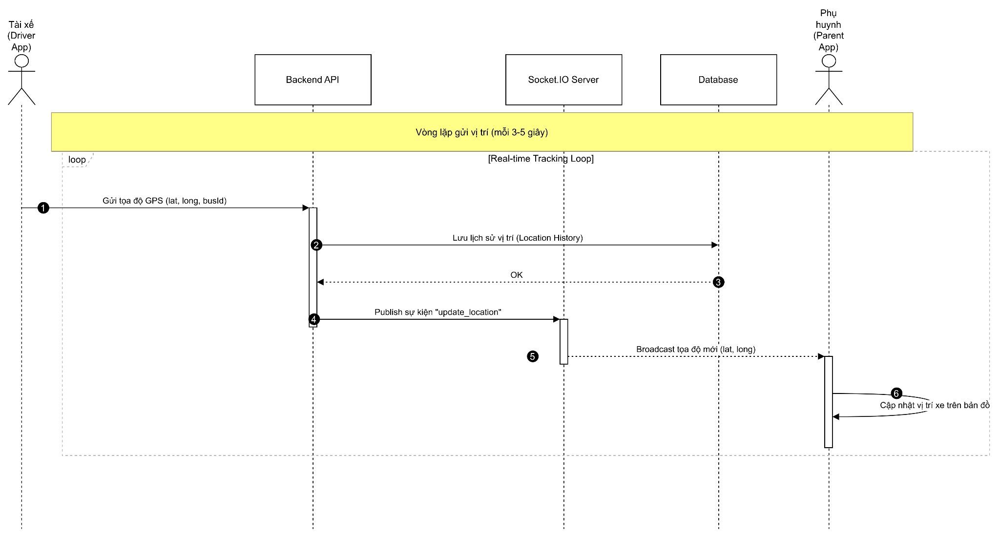 Tài xế
(Driver
App)
Phụ
huynh
(Parent
App)
Backend API
Socket.IO Server
Database
Vòng lặp gửi vị trí (mỗi 3-5 giây)
loop
[Real-time Tracking Loop]
1
Gửi tọa độ GPS (lat, long, busId)
2
Lưu lịch sử vị trí (Location History)
OK
3
4
Publish sự kiện "update_location"
5
Broadcast tọa độ mới (lat, long)
6
Cập nhật vị trí xe trên bản đồ